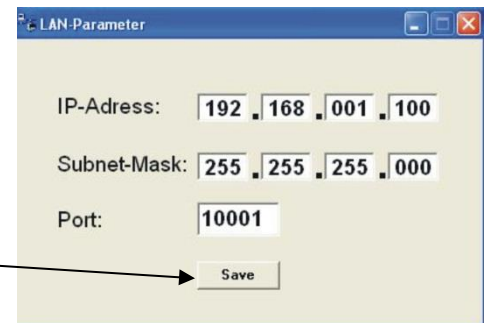 LAN-Parameter
IP-Adress: 192.168.001.100
Subnet-Mask: 255.255.255.000
Port: 10001
Save